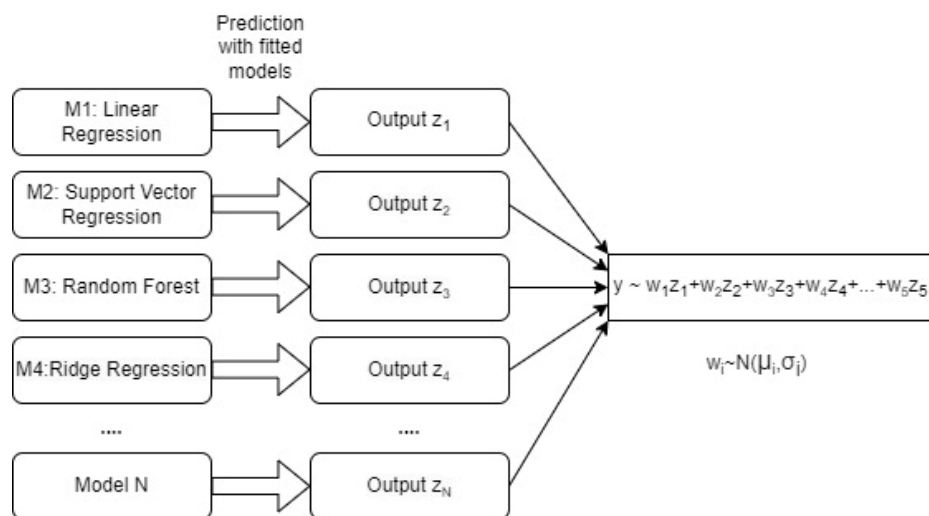 Prediction
with fitted
models
M1: Linear
Regression
Output z1
M2: Support Vector
Regression
Output z2
M3: Random Forest
Output z3
M4:Ridge Regression
Output z4
....
....
Model N
Output zN
y ~ w1z1+w2z2+w3z3+w4z4+...+w5z5
wi~N(μi,σi)